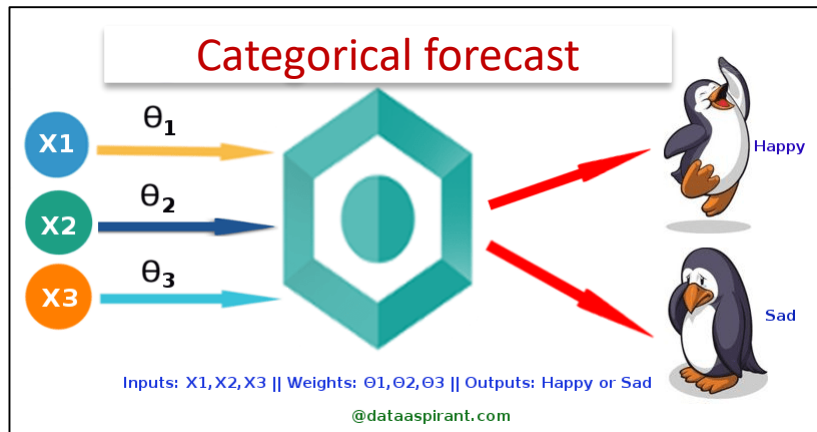 Categorical forecast
X1
θ1
X2
θ2
X3
θ3
Happy
Sad
Inputs: X1,X2,X3 || Weights: Θ1,Θ2,Θ3 || Outputs: Happy or Sad
@dataaspirant.com